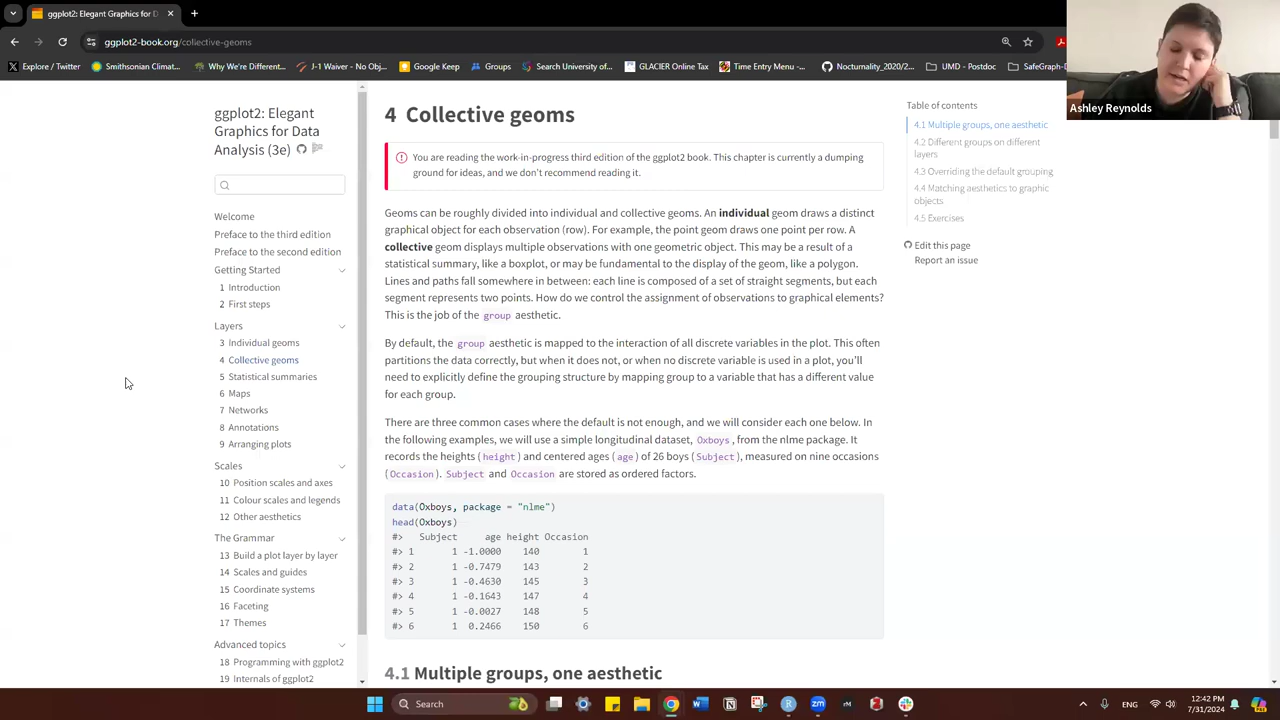 ggplot2: Elegant Graphics for D
ggplot2-book.org/collective-geoms
Explore / Twitter
Smithsonian Climat...
Why We're Different...
J-1 Waiver - No Obj...
Google Keep
Groups - Search
University of Mary...
GLACIER Online Tax
Time Entry Menu -...
Nocturnality_2020/2...
UMD - Postdoc
SafeGraph-D
Ashley Reynolds
ggplot2: Elegant
Graphics for Data
Analysis (3e)
Welcome
Preface to the third edition
Preface to the second edition
Getting Started
1 Introduction
2 First steps
Layers
3 Individual geoms
4 Collective geoms
5 Statistical summaries
6 Maps
7 Networks
8 Annotations
9 Arranging plots
Scales
10 Position scales and axes
11 Colour scales and legends
12 Other aesthetics
The Grammar
13 Build a plot layer by layer
14 Scales and guides
15 Coordinate systems
16 Faceting
17 Themes
Advanced topics
18 Programming with ggplot2
19 Internals of ggplot2
4 Collective geoms
You are reading the work-in-progress third edition of the ggplot2 book. This chapter is currently a dumping
ground for ideas, and we don't recommend reading it.
Geoms can be roughly divided into individual and collective geoms. An individual geom draws a distinct
graphical object for each observation (row). For example, the point geom draws one point per row. A
collective geom displays multiple observations with one geometric object. This may be a result of a
statistical summary, like a boxplot, or may be fundamental to the display of the geom, like a polygon.
Lines and paths fall somewhere in between: each line is composed of a set of straight segments, but each
segment represents two points. How do we control the assignment of observations to graphical elements?
This is the job of the group aesthetic.
By default, the group aesthetic is mapped to the interaction of all discrete variables in the plot. This often
partitions the data correctly, but when it does not, or when no discrete variable is used in a plot, you'll
need to explicitly define the grouping structure by mapping group to a variable that has a different value
for each group.
There are three common cases where the default is not enough, and we will consider each one below. In
the following examples, we will use a simple longitudinal dataset, Oxboys, from the nlme package. It
records the heights (height) and centered ages (age) of 26 boys (Subject), measured on nine occasions
(Occasion). Subject and Occasion are stored as ordered factors.
data(Oxboys, package = "nlme")
head(Oxboys)
#> Subject age height Occasion
#> 1 1 -1.0000 140 1
#> 2 1 -0.7479 143 2
#> 3 1 -0.4630 145 3
#> 4 1 -0.1643 147 4
#> 5 1 -0.0027 148 5
#> 6 1 0.2466 150 6
4.1 Multiple groups, one aesthetic
Table of contents
4.1 Multiple groups, one aesthetic
4.2 Different groups on different
layers
4.3 Overriding the default grouping
4.4 Matching aesthetics to graphic
objects
4.5 Exercises
Edit this page
Report an issue
Search
ENG
12:42 PM
7/31/2024